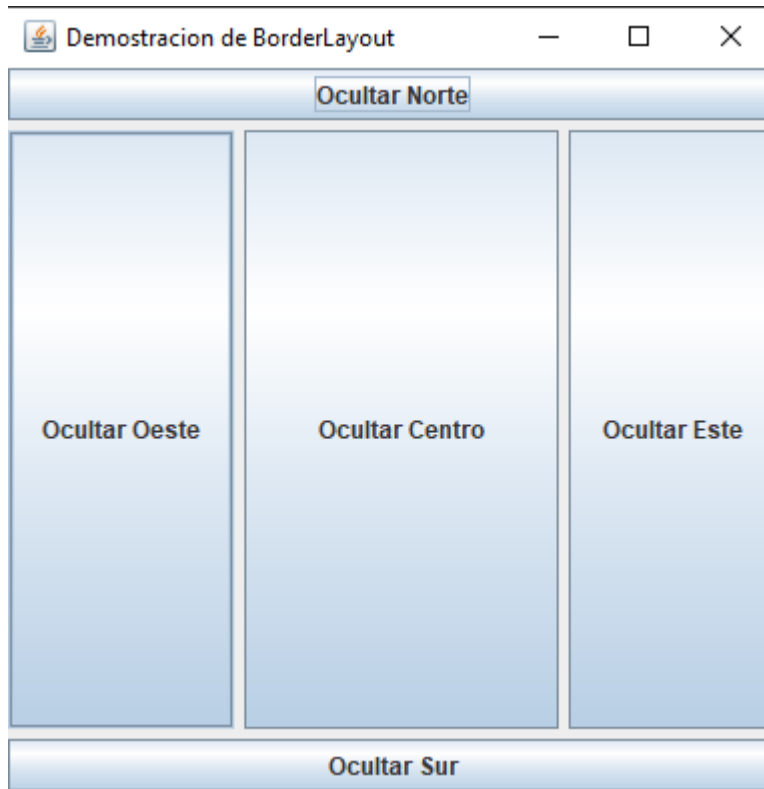 Demostracion de BorderLayout
Ocultar Norte
Ocultar Oeste
Ocultar Centro
Ocultar Este
Ocultar Sur